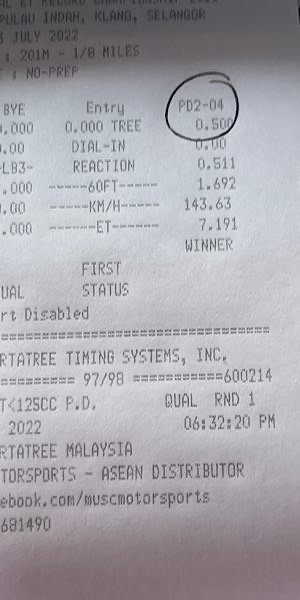 PULAU INDAH, KLANG, SELANGOR
JULY 2022
: 201M - 1/8 MILES
: NO-PREP
BYE Entry PD2-04
.000 0.000 TREE 0.500
.00 DIAL-IN 0.00
-LB3- REACTION 0.511
.000 -----60FT----- 1.692
.00 -----KM/H----- 143.63
.000 ------ET------ 7.191
WINNER
FIRST
UAL STATUS
rt Disabled
RTATREE TIMING SYSTEMS, INC.
========= 97/98 ===========600214
T<125CC P.D. QUAL RND 1
2022 06:32:20 PM
RTATREE MALAYSIA
TORSPORTS - ASEAN DISTRIBUTOR
ebook.com/muscmotorsports
681490